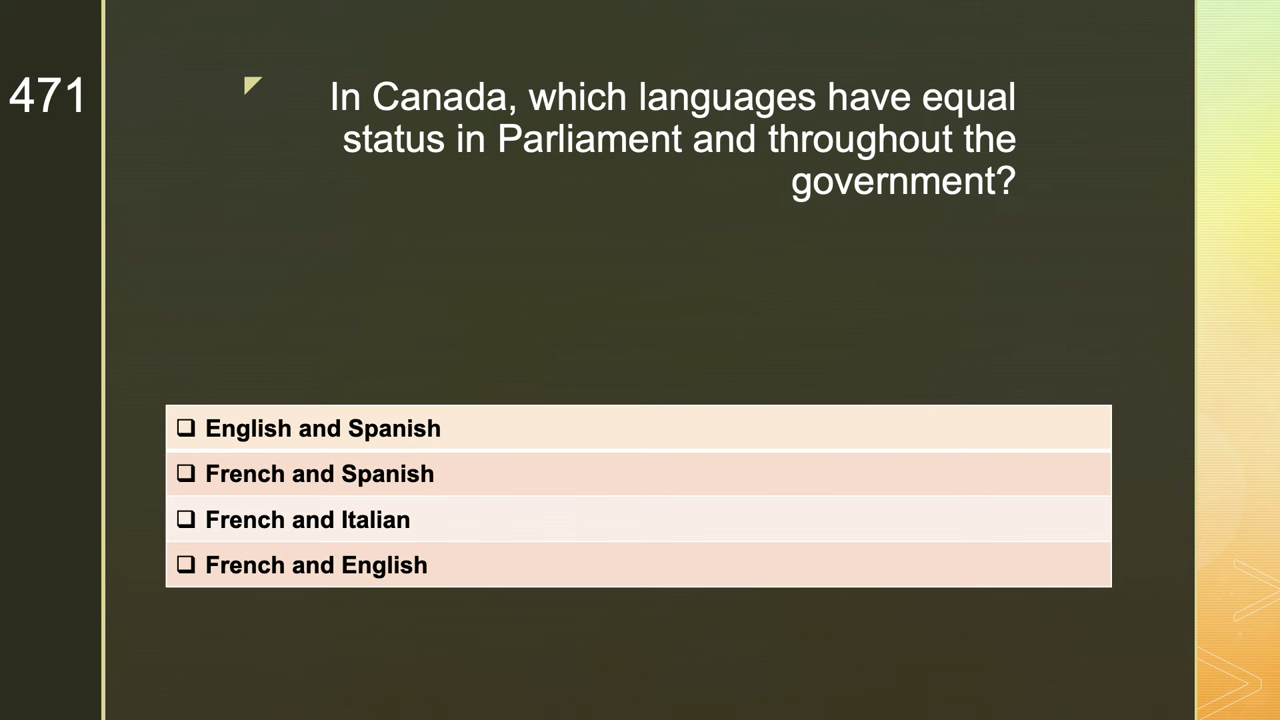 471
In Canada, which languages have equal
status in Parliament and throughout the
government?
❑ English and Spanish
❑ French and Spanish
❑ French and Italian
❑ French and English